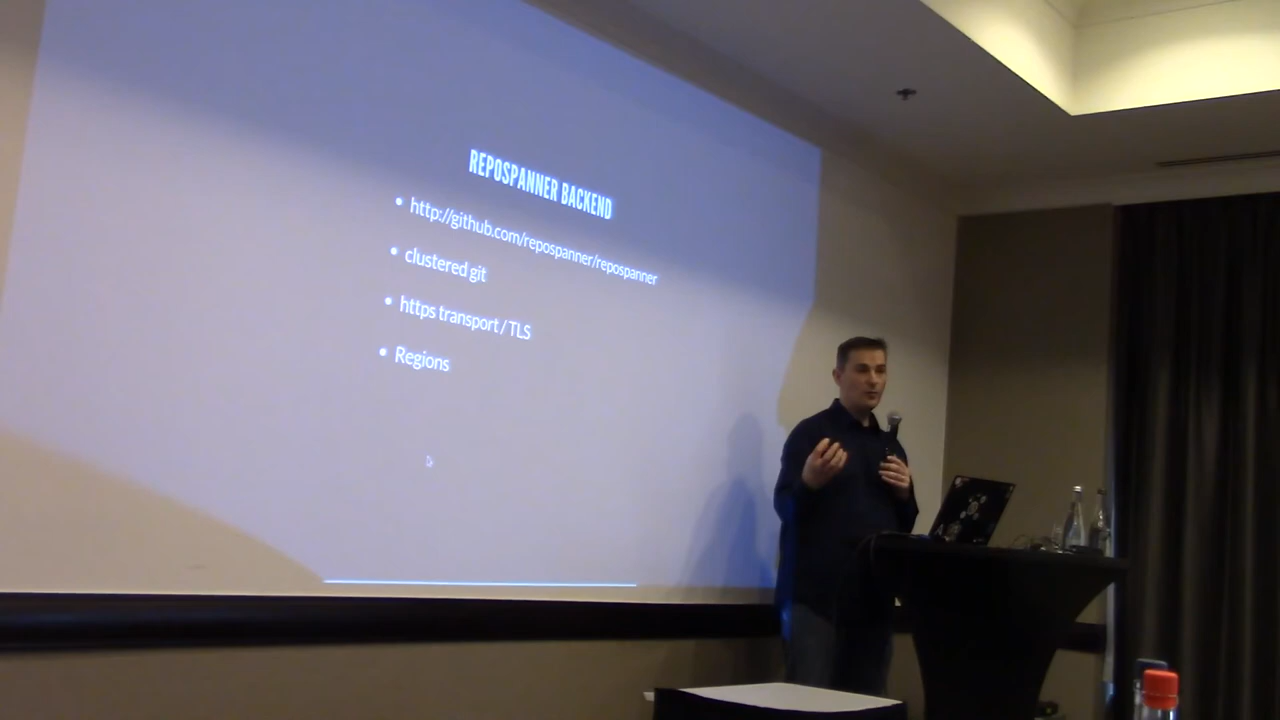 REPOSPANNER BACKEND
http://github.com/repospanner/repospanner
clustered git
https transport / TLS
Regions